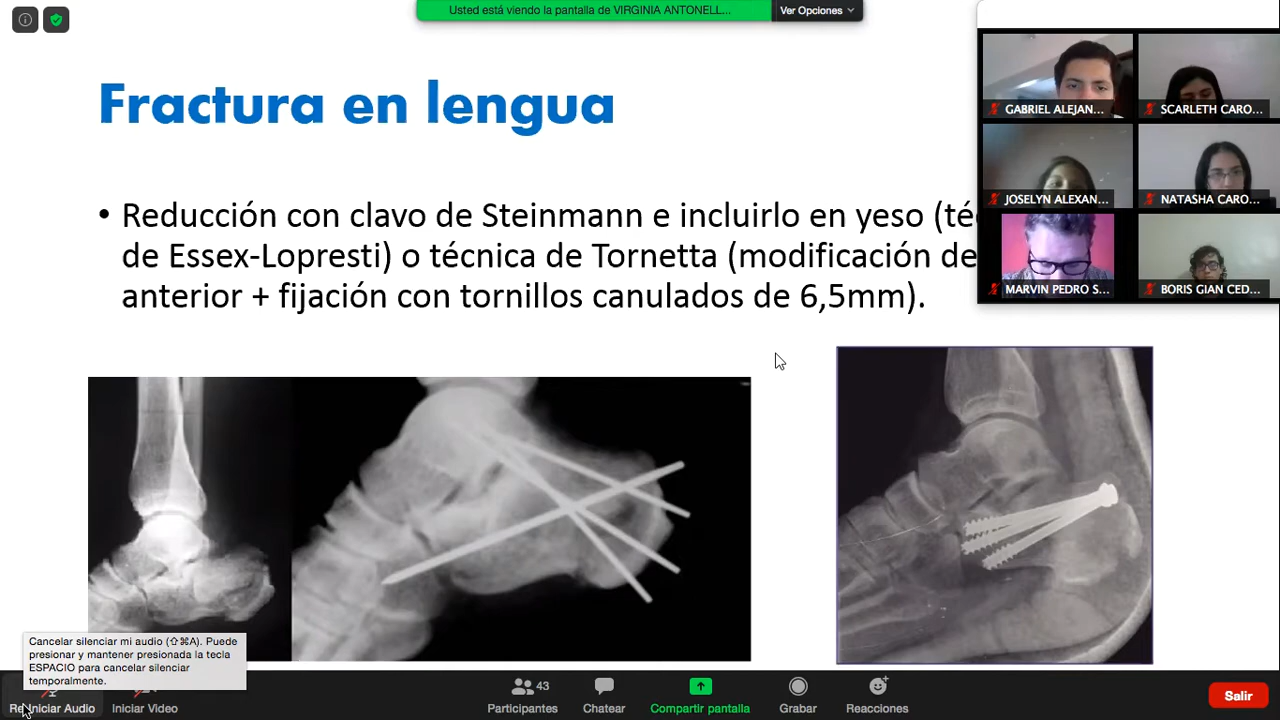 Usted está viendo la pantalla de VIRGINIA ANTONELL...
Ver Opciones
Fractura en lengua
• Reducción con clavo de Steinmann e incluirlo en yeso (téc
de Essex-Lopresti) o técnica de Tornetta (modificación de
anterior + fijación con tornillos canulados de 6,5mm).
GABRIEL ALEJAN...
SCARLETH CARO...
JOSELYN ALEXAN...
NATASHA CARO...
MARVIN PEDRO S...
BORIS GIAN CED...
Cancelar silenciar mi audio (⇧⌘A). Puede
presionar y mantener presionada la tecla
ESPACIO para cancelar silenciar
temporalmente.
Reiniciar Audio
Iniciar Video
43
Participantes
Chatear
Compartir pantalla
Grabar
Reacciones
Salir